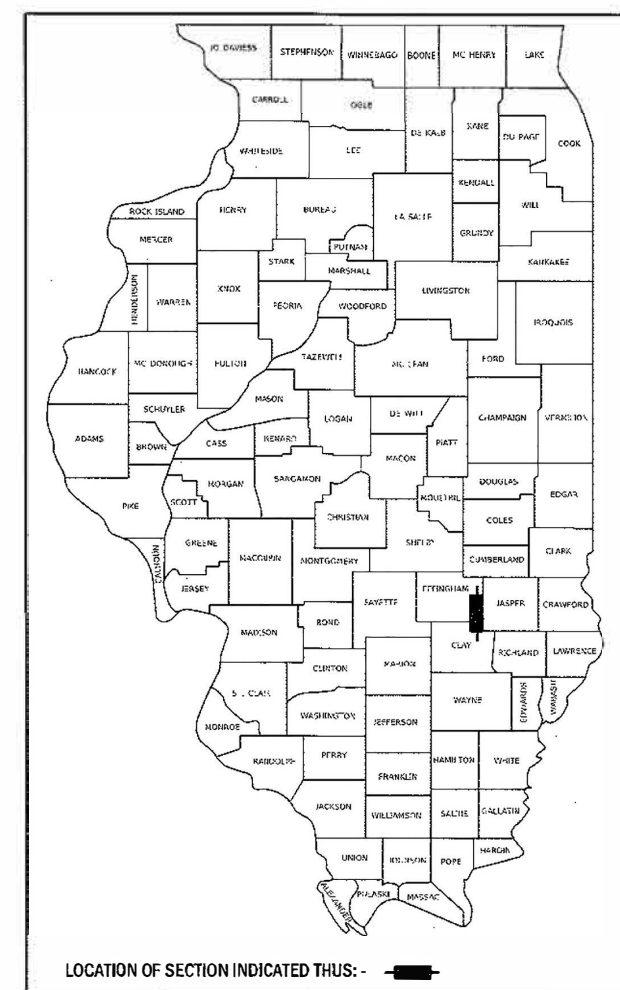 JO DAVIESS
STEPHENSON
WINNEBAGO
BOONE
MC HENRY
LAKE
CARROLL
OGLE
DE KALB
KANE
DU PAGE
COOK
WHITESIDE
LEE
KENDALL
WILL
ROCK ISLAND
HENRY
BUREAU
LA SALLE
GRUNDY
MERCER
PUTNAM
KANKAKEE
STARK
MARSHALL
HENDERSON
WARREN
KNOX
PEORIA
WOODFORD
LIVINGSTON
IROQUOIS
HANCOCK
MC DONOUGH
FULTON
TAZEWELL
MC LEAN
FORD
MASON
SCHUYLER
LOGAN
DE WITT
CHAMPAIGN
VERMILION
ADAMS
BROWN
CASS
MENARD
MACON
PIATT
PIKE
SCOTT
MORGAN
SANGAMON
DOUGLAS
EDGAR
MOULTRIE
CHRISTIAN
COLES
GREENE
MACOUPIN
MONTGOMERY
SHELBY
CUMBERLAND
CLARK
CALHOUN
JERSEY
FAYETTE
EFFINGHAM
JASPER
CRAWFORD
MADISON
BOND
CLAY
RICHLAND
LAWRENCE
CLINTON
MARION
ST. CLAIR
WAYNE
EDWARDS
WABASH
MONROE
WASHINGTON
JEFFERSON
RANDOLPH
PERRY
HAMILTON
WHITE
FRANKLIN
JACKSON
WILLIAMSON
SALINE
GALLATIN
UNION
JOHNSON
POPE
HARDIN
ALEXANDER
PULASKI
MASSAC
LOCATION OF SECTION INDICATED THUS: -